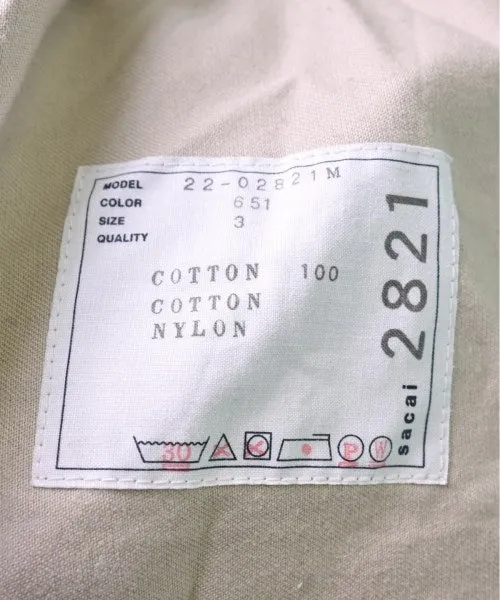 MODEL 22-02821M
COLOR 651
SIZE 3
QUALITY
COTTON 100
COTTON
NYLON
30
P W
sacai 2821